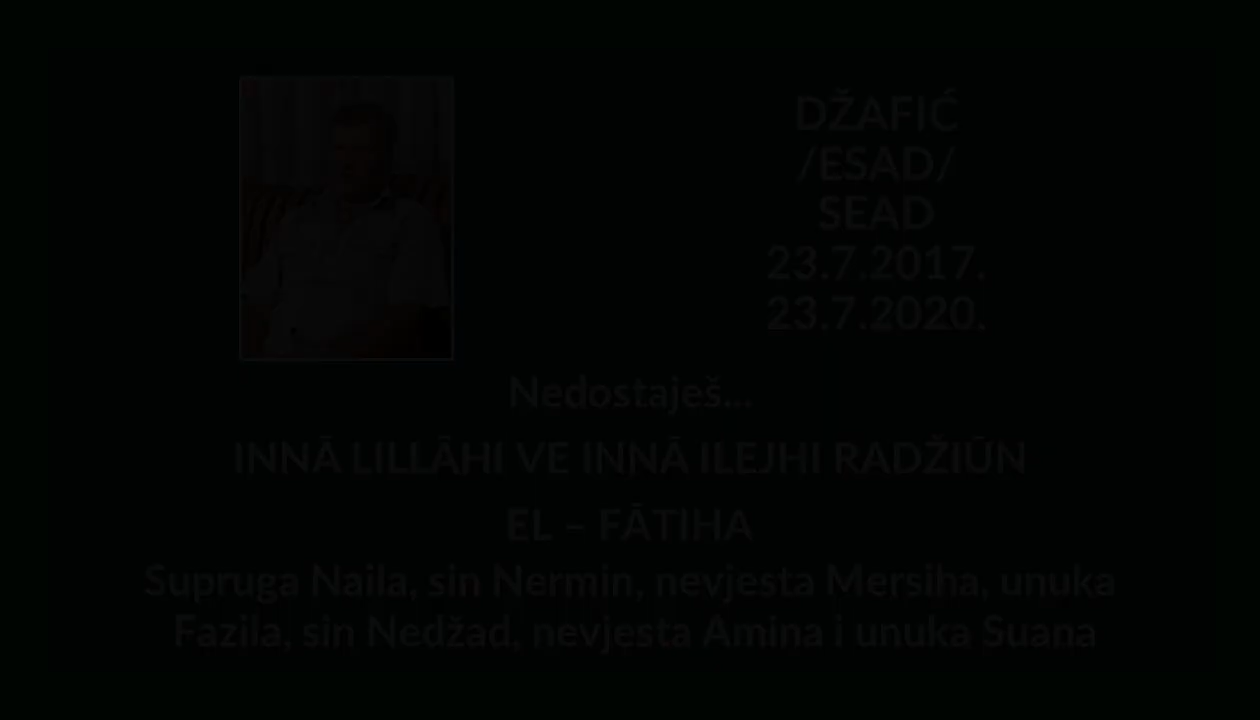 DŽAFIĆ
/ESAD/
SEAD
23.7.2017.
23.7.2020.
Nedostaješ...
INNĀ LILLĀHI VE INNĀ ILEJHI RADŽIŪN
EL – FĀTIHA
Supruga Naila, sin Nermin, nevjesta Mersiha, unuka
Fazila, sin Nedžad, nevjesta Amina i unuka Suana